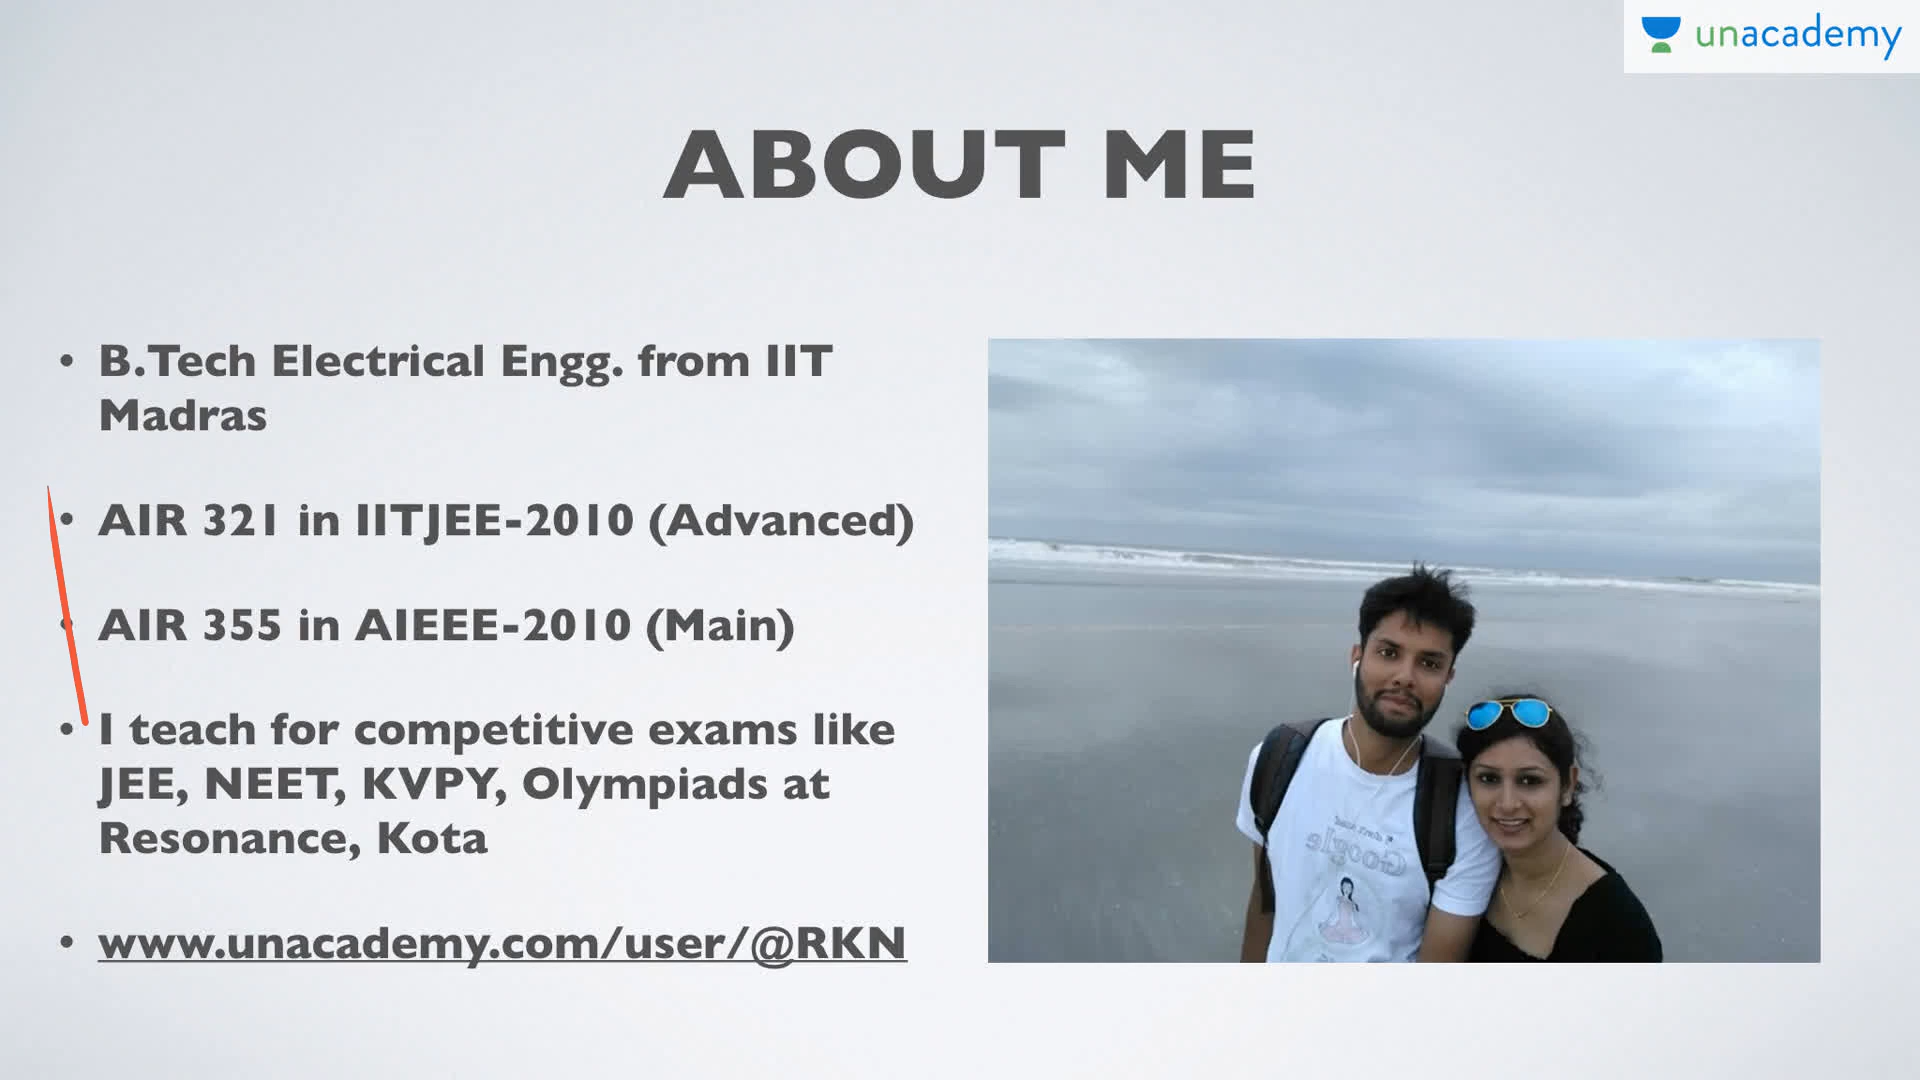 unacademy
ABOUT ME
• B.Tech Electrical Engg. from IIT
Madras
• AIR 321 in IITJEE-2010 (Advanced)
• AIR 355 in AIEEE-2010 (Main)
• I teach for competitive exams like
JEE, NEET, KVPY, Olympiads at
Resonance, Kota
• www.unacademy.com/user/@RKN
Google